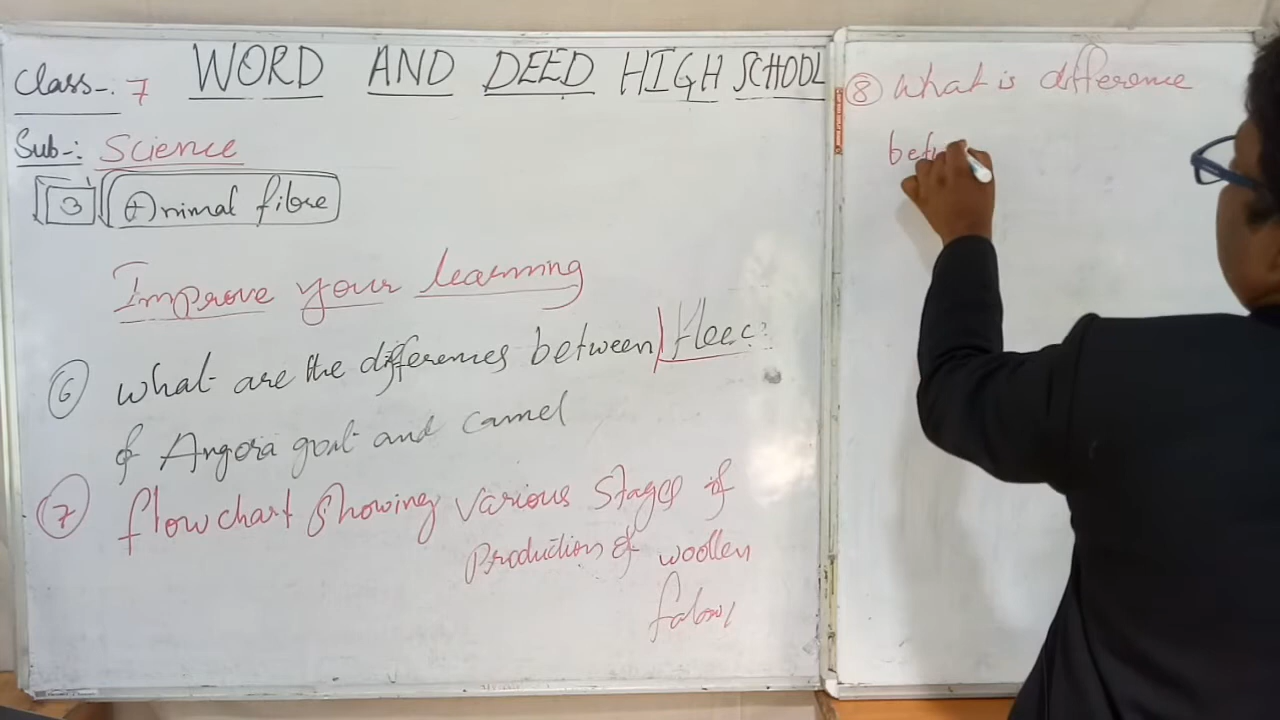 WORD AND DEED HIGH SCHOOL
Class-: 7
Sub-: Science
3 Animal fibre
Improve your learning
6 what are the differences between fleec?
of Angora goat and camel
7 flowchart showing various stages of
Production of woollen
8 What is difference